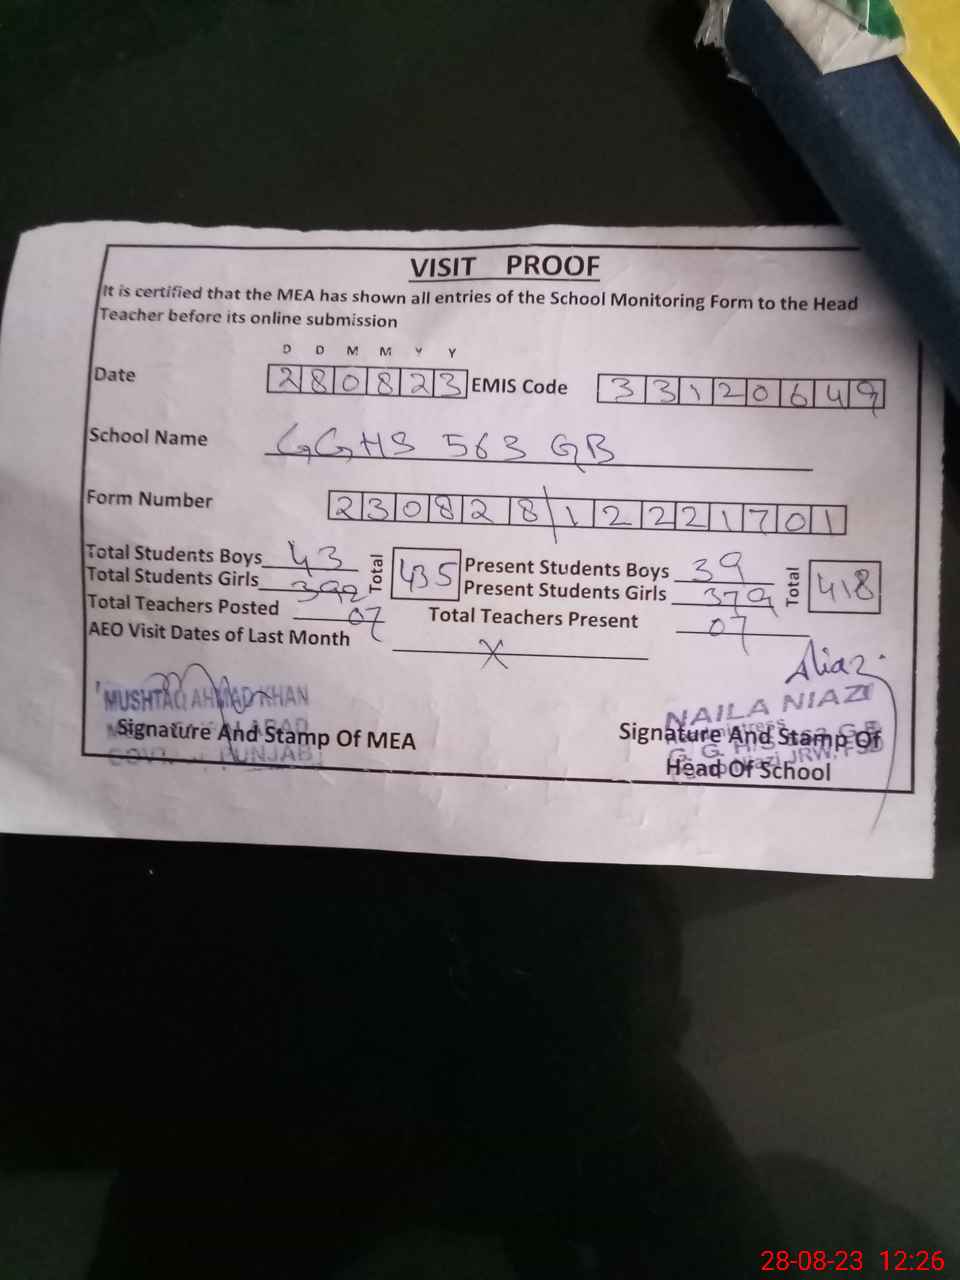 VISIT PROOF
It is certified that the MEA has shown all entries of the School Monitoring Form to the Head
Teacher before its online submission
D D M M Y Y
Date 280823 EMIS Code 33120649
School Name GGHS 563 GB
Form Number 230828 122221701
Total Students Boys 43 Total 435 Present Students Boys 39 Total 418
Total Students Girls 392 Present Students Girls 379
Total Teachers Posted 07 Total Teachers Present 07
AEO Visit Dates of Last Month X
Niaz
MUSHTAQ AHMAD KHAN
NAILA NIAZI
Signature And Stamp Of MEA
PUNJAB
Signature And Stamp Of
Head Of School
28-08-23 12:26